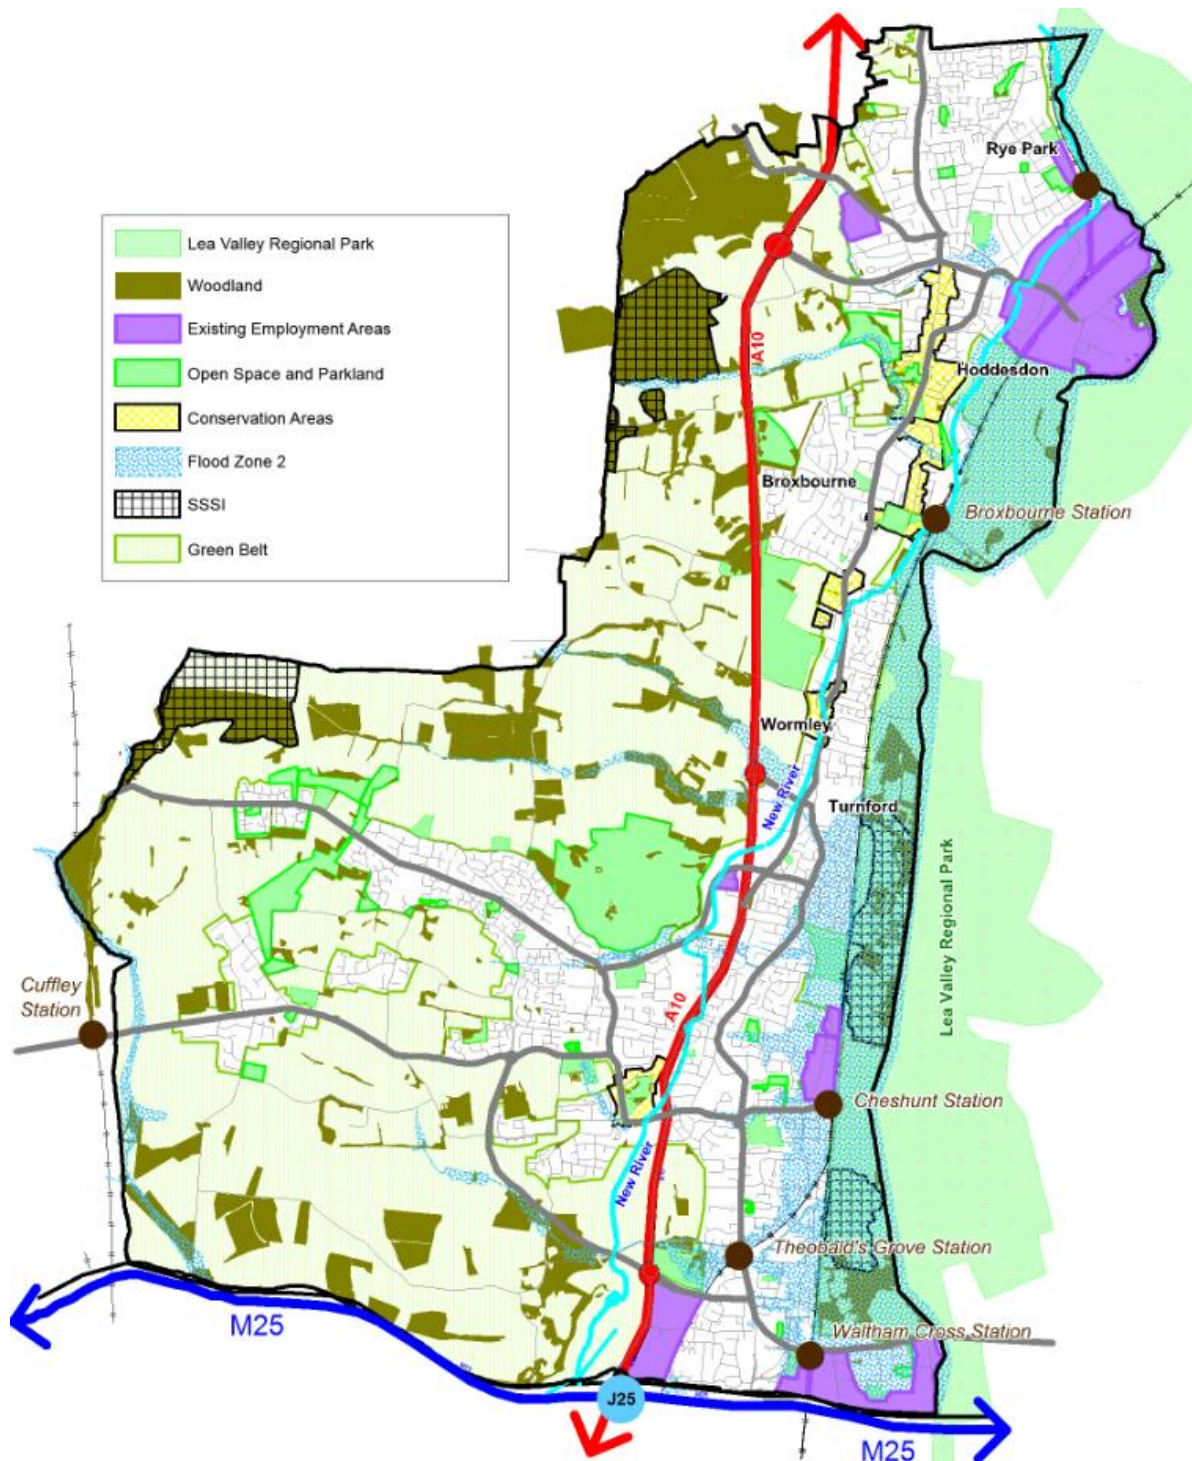 Rye Park
Lea Valley Regional Park
Woodland
Existing Employment Areas
Open Space and Parkland
Conservation Areas
Flood Zone 2
SSSI
Green Belt
A10
Hoddesdon
Broxbourne
Broxbourne Station
Wormley
New River
Turnford
Lea Valley Regional Park
Cuffley
Station
A10
Cheshunt Station
New River
Theobald's Grove Station
Waltham Cross Station
M25
J25
M25